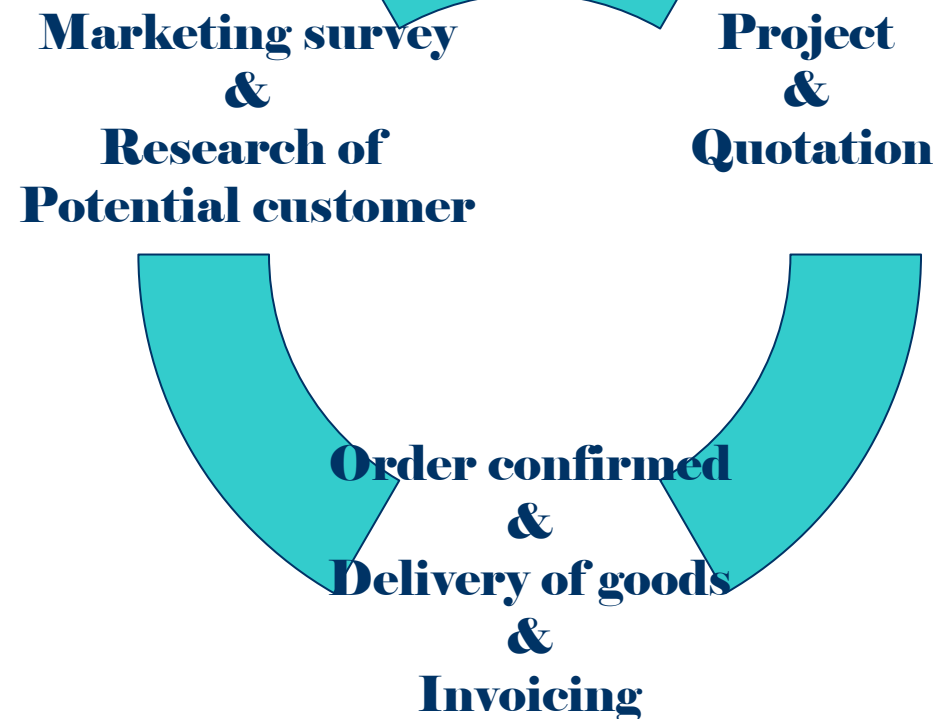 Marketing survey
&
Research of
Potential customer
Project
&
Quotation
Order confirmed
&
Delivery of goods
&
Invoicing